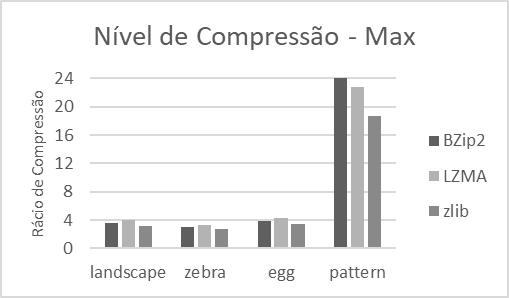 Nível de Compressão - Max
Rácio de Compressão
24
20
16
12
8
4
0
landscape zebra egg pattern
BZip2
LZMA
zlib